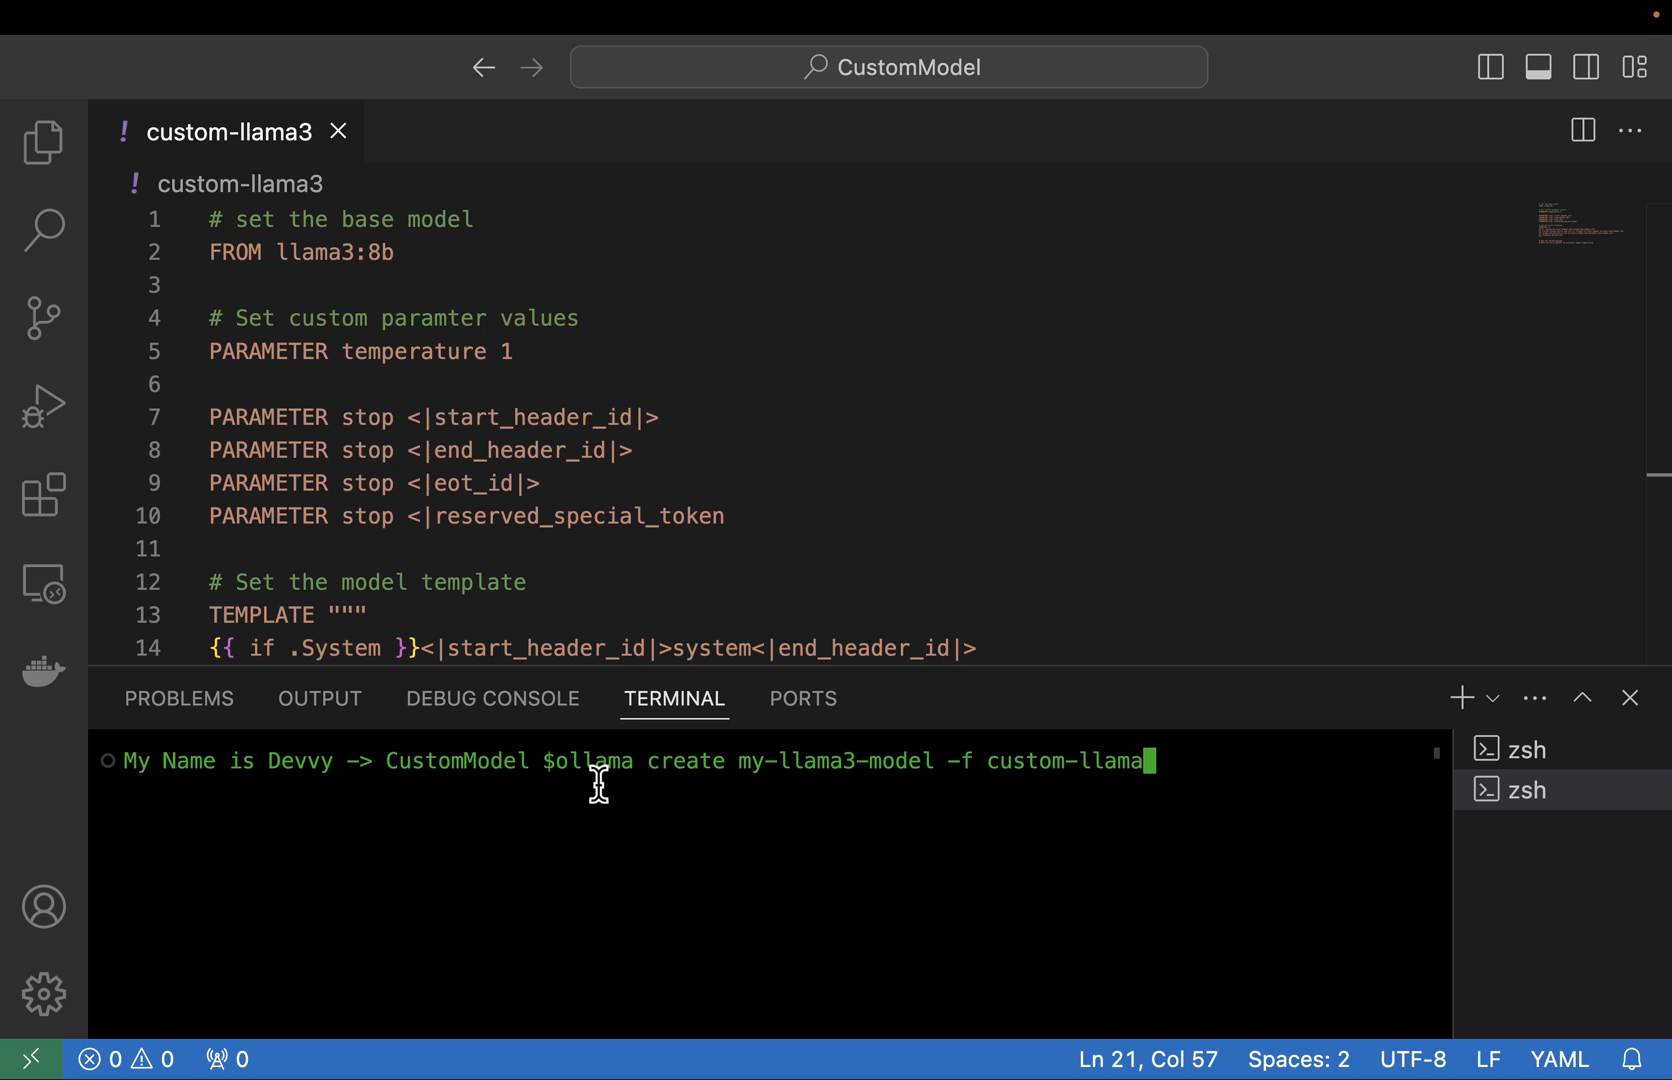 CustomModel
! custom-llama3
! custom-llama3
1 # set the base model
2 FROM llama3:8b
3
4 # Set custom paramter values
5 PARAMETER temperature 1
6
7 PARAMETER stop <|start_header_id|>
8 PARAMETER stop <|end_header_id|>
9 PARAMETER stop <|eot_id|>
10 PARAMETER stop <|reserved_special_token
11
12 # Set the model template
13 TEMPLATE """
14 {{ if .System }}<|start_header_id|>system<|end_header_id|>
PROBLEMS OUTPUT DEBUG CONSOLE TERMINAL PORTS
My Name is Devvy -> CustomModel $ollama create my-llama3-model -f custom-llama
zsh
zsh
0 0 0 Ln 21, Col 57 Spaces: 2 UTF-8 LF YAML